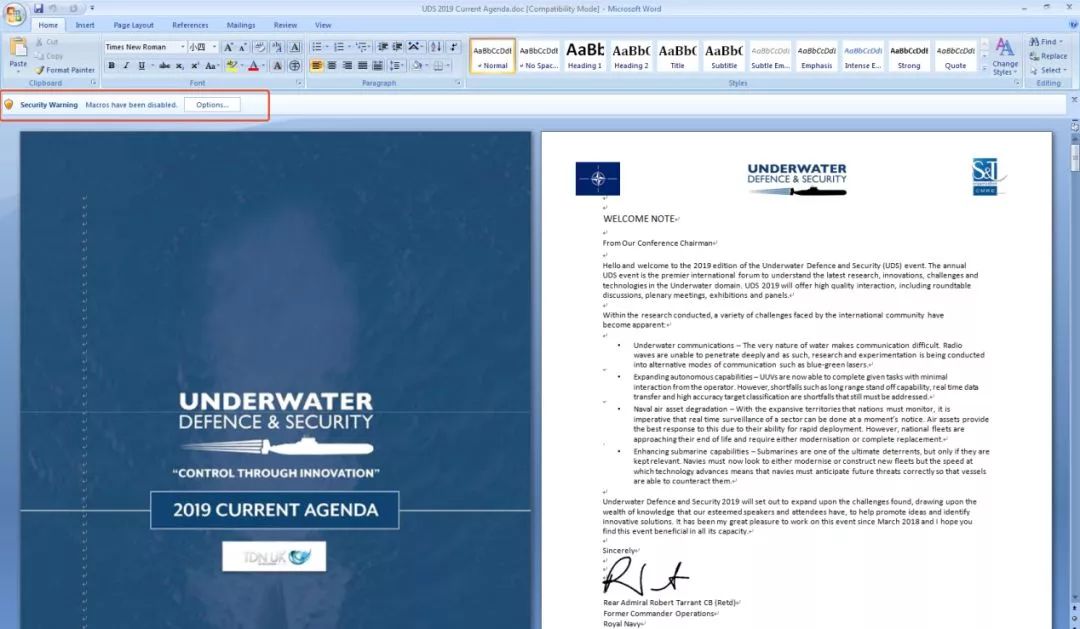 UDS 2019 Current Agenda.doc [Compatibility Mode] - Microsoft Word
Home Insert Page Layout References Mailings Review View
Paste
Cut
Copy
Format Painter
Clipboard
Times New Roman 小四
Font
Paragraph
AaBbCcDdI AaBbCcDdI AaBb AaBb( AaBb( AaBb( AaBbCcDdI AaBbCcDdI AaBbCcDdI AaBbCcDdI AaBbCcDdI
Normal No Spac... Heading 1 Heading 2 Title Subtitle Subtle Em... Emphasis Intense E... Strong Quote
Change Styles
Styles
Find
Replace
Select
Editing
Security Warning Macros have been disabled. Options...
UNDERWATER
DEFENCE & SECURITY
“CONTROL THROUGH INNOVATION”
2019 CURRENT AGENDA
TDN UK
UNDERWATER
DEFENCE & SECURITY
S&T
CMRE
WELCOME NOTE
From Our Conference Chairman
Hello and welcome to the 2019 edition of the Underwater Defence and Security (UDS) event. The annual
UDS event is the premier international forum to understand the latest research, innovations, challenges and
technologies in the Underwater domain. UDS 2019 will offer high quality interaction, including roundtable
discussions, plenary meetings, exhibitions and panels.
Within the research conducted, a variety of challenges faced by the international community have
become apparent:
• Underwater communications – The very nature of water makes communication difficult. Radio
waves are unable to penetrate deeply and as such, research and experimentation is being conducted
into alternative modes of communication such as blue-green lasers.
• Expanding autonomous capabilities – UUVs are now able to complete given tasks with minimal
interaction from the operator. However, shortfalls such as long range stand off capability, real time data
transfer and high accuracy target classification are shortfalls that still must be addressed.
• Naval air asset degradation – With the expansive territories that nations must monitor, it is
imperative that real time surveillance of a sector can be done at a moment's notice. Air assets provide
the best response to this due to their ability for rapid deployment. However, national fleets are
approaching their end of life and require either modernisation or complete replacement.
• Enhancing submarine capabilities – Submarines are one of the ultimate deterrents, but only if they are
kept relevant. Navies must now look to either modernise or construct new fleets but the speed at
which technology advances means that navies must anticipate future threats correctly so that vessels
are able to counteract them.
Underwater Defence and Security 2019 will set out to expand upon the challenges found, drawing upon the
wealth of knowledge that our esteemed speakers and attendees have, to help promote ideas and identify
innovative solutions. It has been my great pleasure to work on this event since March 2018 and I hope you
find this event beneficial in all its capacity.
Sincerely
Rear Admiral Robert Tarrant CB (Retd)
Former Commander Operations
Royal Navy